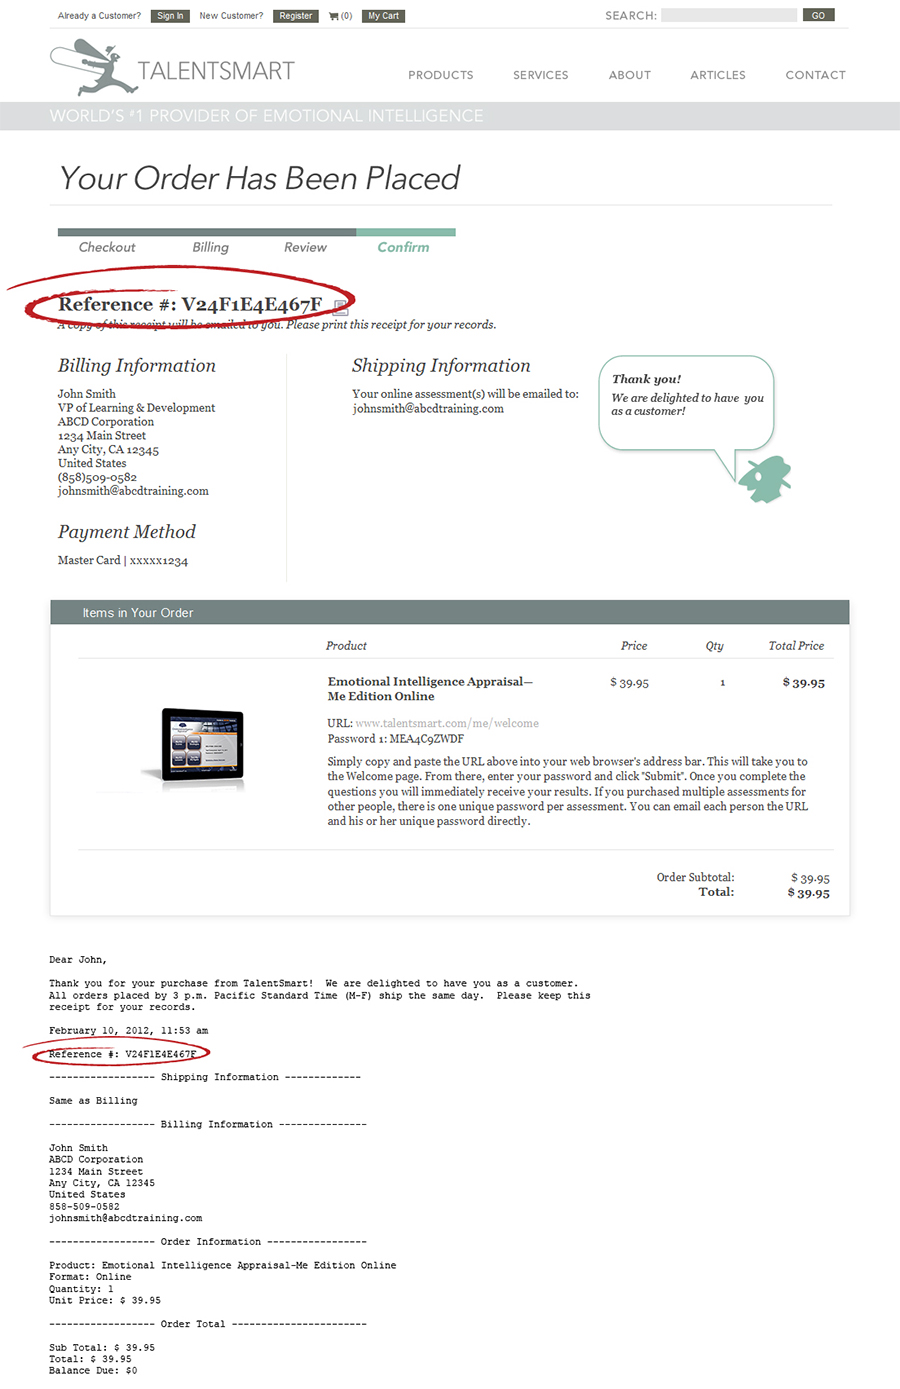 Already a Customer? Sign In New Customer? Register (0) My Cart SEARCH: GO
TALENTSMART
PRODUCTS SERVICES ABOUT ARTICLES CONTACT
WORLD'S #1 PROVIDER OF EMOTIONAL INTELLIGENCE
Your Order Has Been Placed
Checkout Billing Review Confirm
Reference #: V24F1E4E467F
A copy of this receipt will be emailed to you. Please print this receipt for your records.
Billing Information
John Smith
VP of Learning & Development
ABCD Corporation
1234 Main Street
Any City, CA 12345
United States
(858)509-0582
johnsmith@abcdtraining.com
Payment Method
Master Card | xxxxx1234
Shipping Information
Your online assessment(s) will be emailed to:
johnsmith@abcdtraining.com
Thank you!
We are delighted to have you
as a customer!
Items in Your Order
Product Price Qty Total Price
Emotional Intelligence Appraisal— $ 39.95 1 $ 39.95
Me Edition Online
URL: www.talentsmart.com/me/welcome
Password 1: MEA4C9ZWDF
Simply copy and paste the URL above into your web browser's address bar. This will take you to
the Welcome page. From there, enter your password and click "Submit". Once you complete the
questions you will immediately receive your results. If you purchased multiple assessments for
other people, there is one unique password per assessment. You can email each person the URL
and his or her unique password directly.
Order Subtotal: $ 39.95
Total: $ 39.95
Dear John,
Thank you for your purchase from TalentSmart! We are delighted to have you as a customer.
All orders placed by 3 p.m. Pacific Standard Time (M-F) ship the same day. Please keep this
receipt for your records.
February 10, 2012, 11:53 am
Reference #: V24F1E4E467F
------------------ Shipping Information -------------
Same as Billing
------------------ Billing Information ---------------
John Smith
ABCD Corporation
1234 Main Street
Any City, CA 12345
United States
858-509-0582
johnsmith@abcdtraining.com
------------------ Order Information -----------------
Product: Emotional Intelligence Appraisal-Me Edition Online
Format: Online
Quantity: 1
Unit Price: $ 39.95
------------------ Order Total -----------------------
Sub Total: $ 39.95
Total: $ 39.95
Balance Due: $0